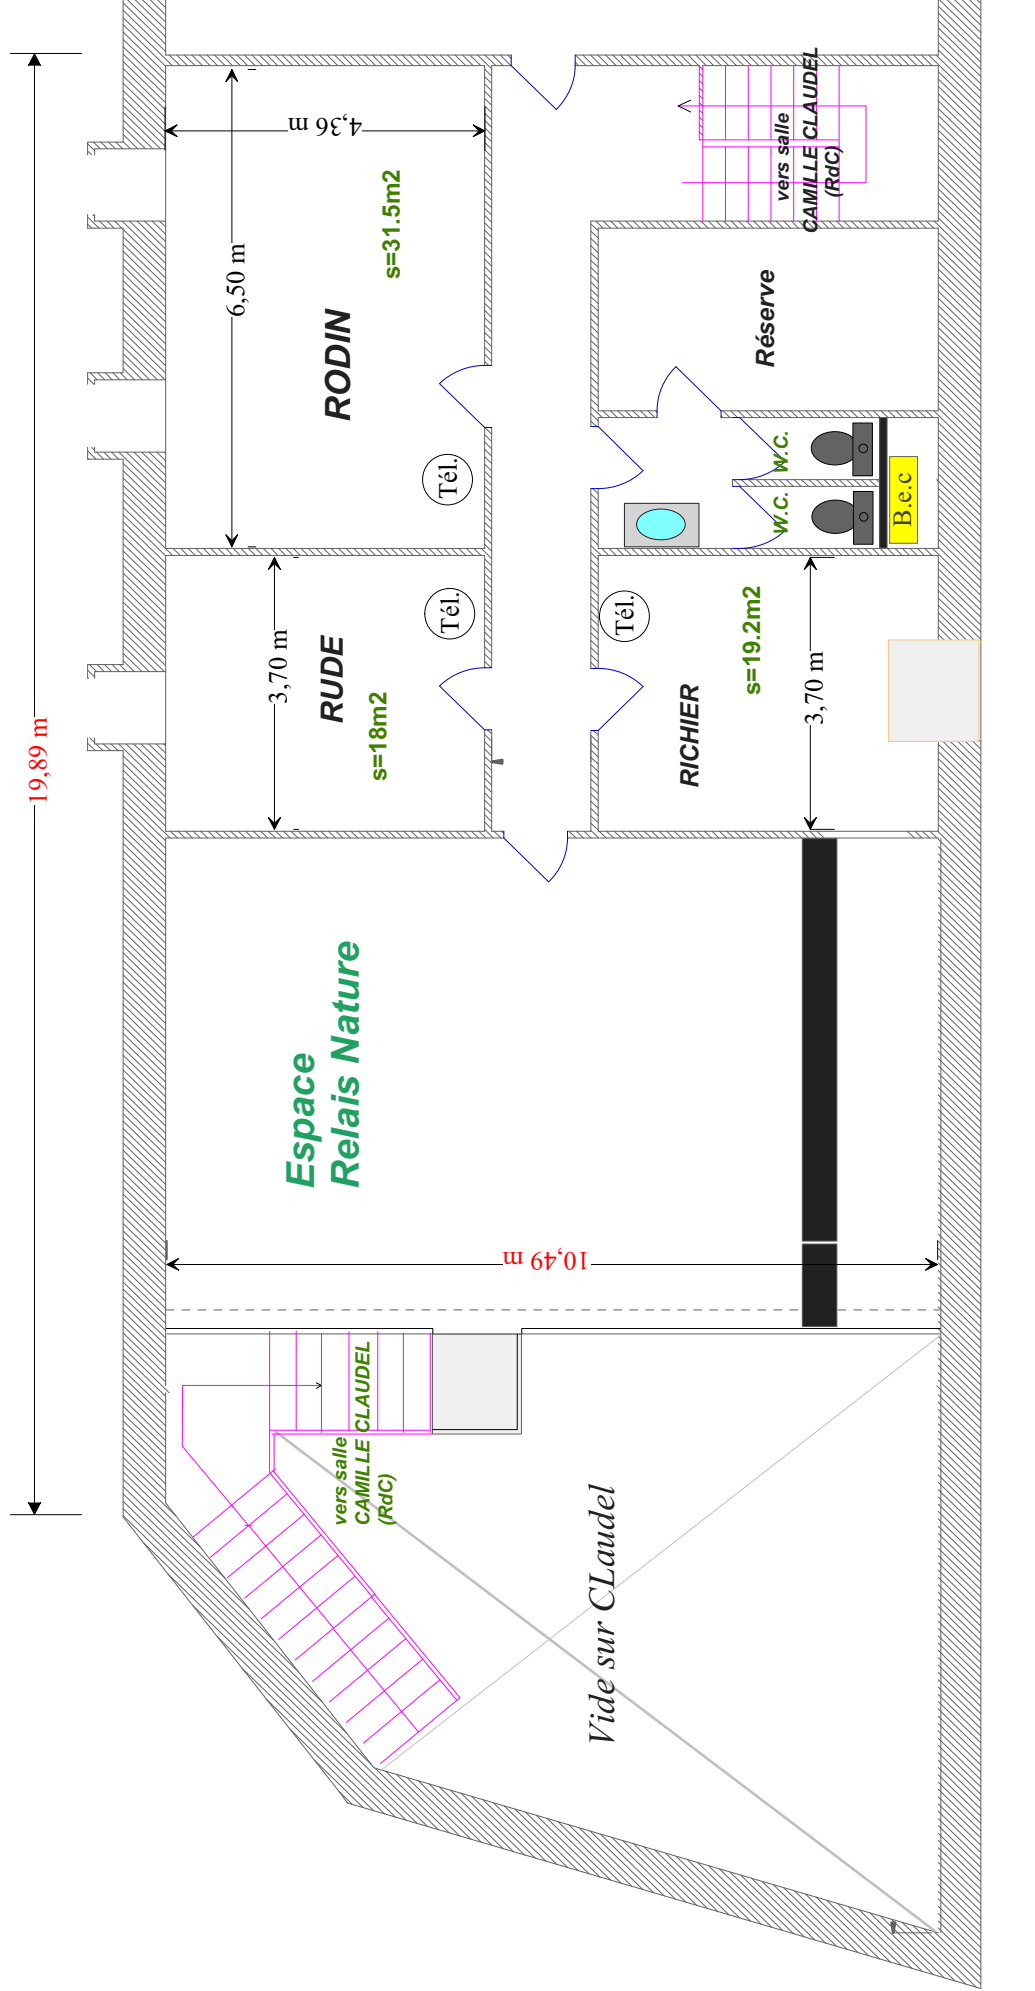 19,89 m
4,36 m
6,50 m
s=31.5m2
RODIN
Tél.
vers salle
CAMILLE CLAUDEL
(RdC)
Réserve
W.C.
W.C.
B.e.c
3,70 m
RUDE
s=18m2
Tél.
Tél.
s=19.2m2
RICHIER
3,70 m
Espace
Relais Nature
10,49 m
vers salle
CAMILLE CLAUDEL
(RdC)
Vide sur CLaudel